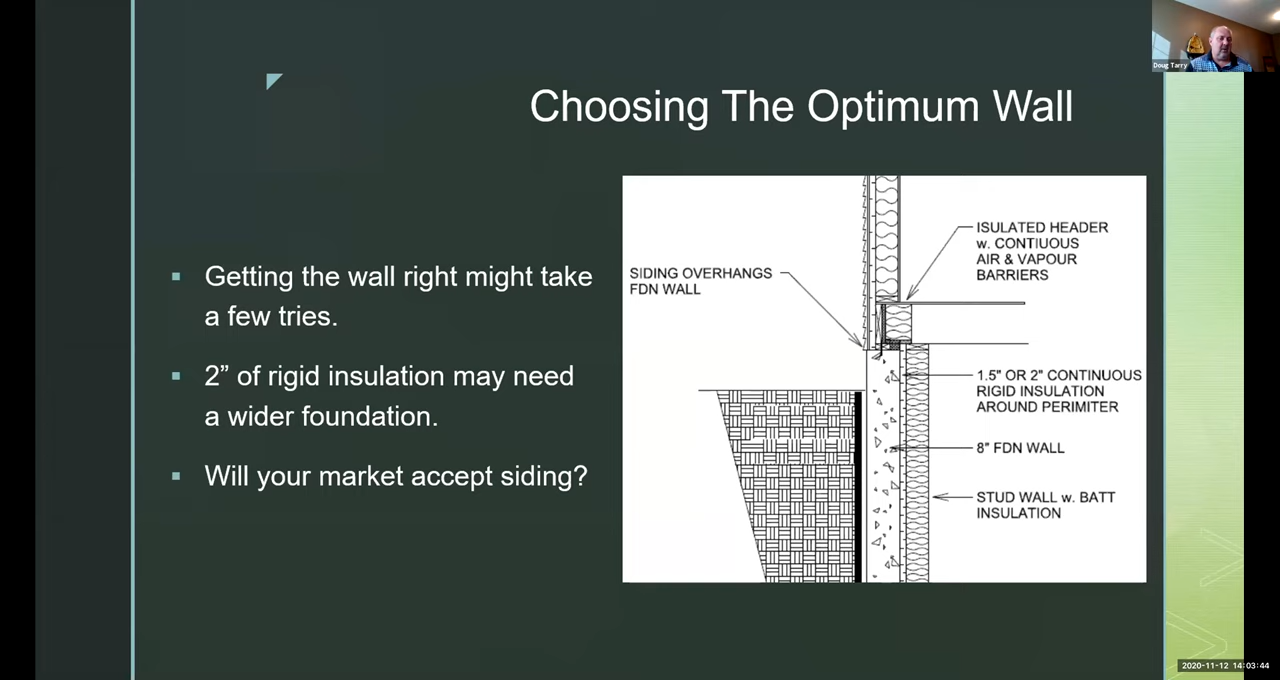 Doug Tarry
Choosing The Optimum Wall
▪ Getting the wall right might take
a few tries.
▪ 2” of rigid insulation may need
a wider foundation.
▪ Will your market accept siding?
SIDING OVERHANGS
FDN WALL
ISULATED HEADER
w. CONTIUOUS
AIR & VAPOUR
BARRIERS
1.5" OR 2" CONTINUOUS
RIGID INSULATION
AROUND PERIMITER
8" FDN WALL
STUD WALL w. BATT
INSULATION
2020-11-12 14:03:44